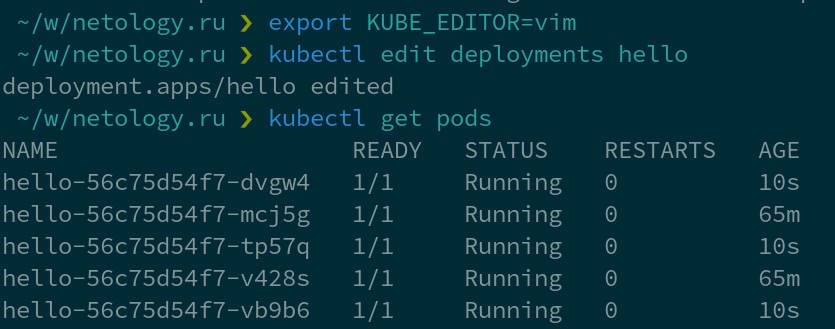 ~/w/netology.ru ❯ export KUBE_EDITOR=vim
~/w/netology.ru ❯ kubectl edit deployments hello
deployment.apps/hello edited
~/w/netology.ru ❯ kubectl get pods
NAME READY STATUS RESTARTS AGE
hello-56c75d54f7-dvgw4 1/1 Running 0 10s
hello-56c75d54f7-mcj5g 1/1 Running 0 65m
hello-56c75d54f7-tp57q 1/1 Running 0 10s
hello-56c75d54f7-v428s 1/1 Running 0 65m
hello-56c75d54f7-vb9b6 1/1 Running 0 10s